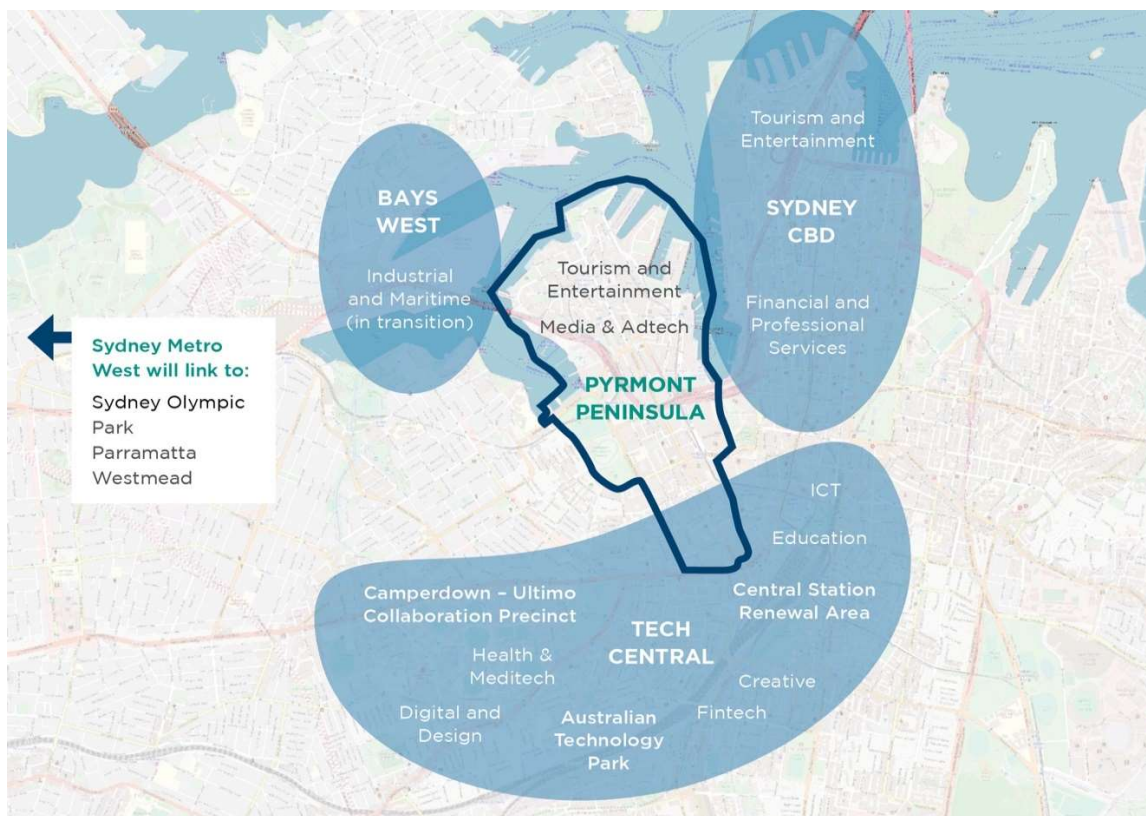 Tourism and
Entertainment
SYDNEY
CBD
Financial and
Professional
Services
BAYS
WEST
Industrial
and Maritime
(in transition)
Tourism and
Entertainment
Media & Adtech
PYRMONT
PENINSULA
Sydney Metro
West will link to:
Sydney Olympic
Park
Parramatta
Westmead
ICT
Education
Camperdown – Ultimo
Collaboration Precinct
Central Station
Renewal Area
TECH
CENTRAL
Health &
Meditech
Creative
Digital and
Design
Australian
Technology
Park
Fintech